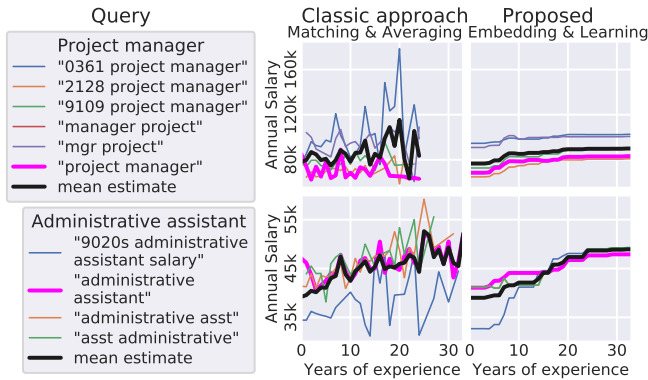 Query
Project manager
"0361 project manager"
"2128 project manager"
"9109 project manager"
"manager project"
"mgr project"
"project manager"
mean estimate
Administrative assistant
"9020s administrative
assistant salary"
"administrative
assistant"
"administrative asst"
"asst administrative"
mean estimate
Classic approach
Matching & Averaging
Proposed
Embedding & Learning
Annual Salary
160k
120k
80k
Annual Salary
55k
45k
35k
0 10 20 30
Years of experience
0 10 20 30
Years of experience